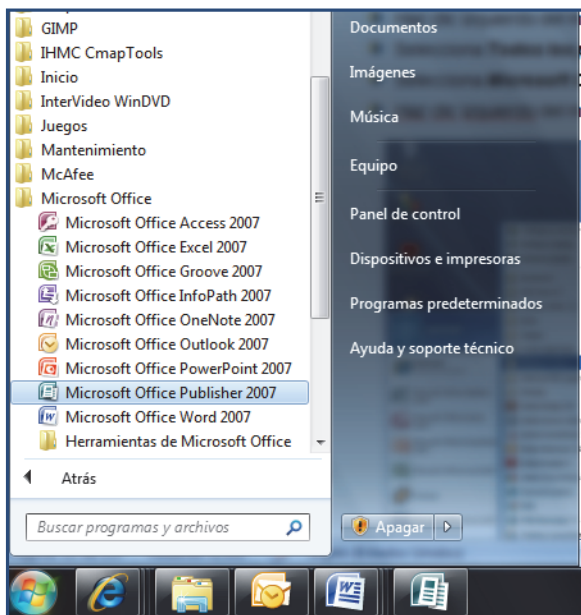 GIMP
IHMC CmapTools
Inicio
InterVideo WinDVD
Juegos
Mantenimiento
McAfee
Microsoft Office
Microsoft Office Access 2007
Microsoft Office Excel 2007
Microsoft Office Groove 2007
Microsoft Office InfoPath 2007
Microsoft Office OneNote 2007
Microsoft Office Outlook 2007
Microsoft Office PowerPoint 2007
Microsoft Office Publisher 2007
Microsoft Office Word 2007
Herramientas de Microsoft Office
Atrás
Buscar programas y archivos
Documentos
Imágenes
Música
Equipo
Panel de control
Dispositivos e impresoras
Programas predeterminados
Ayuda y soporte técnico
Apagar